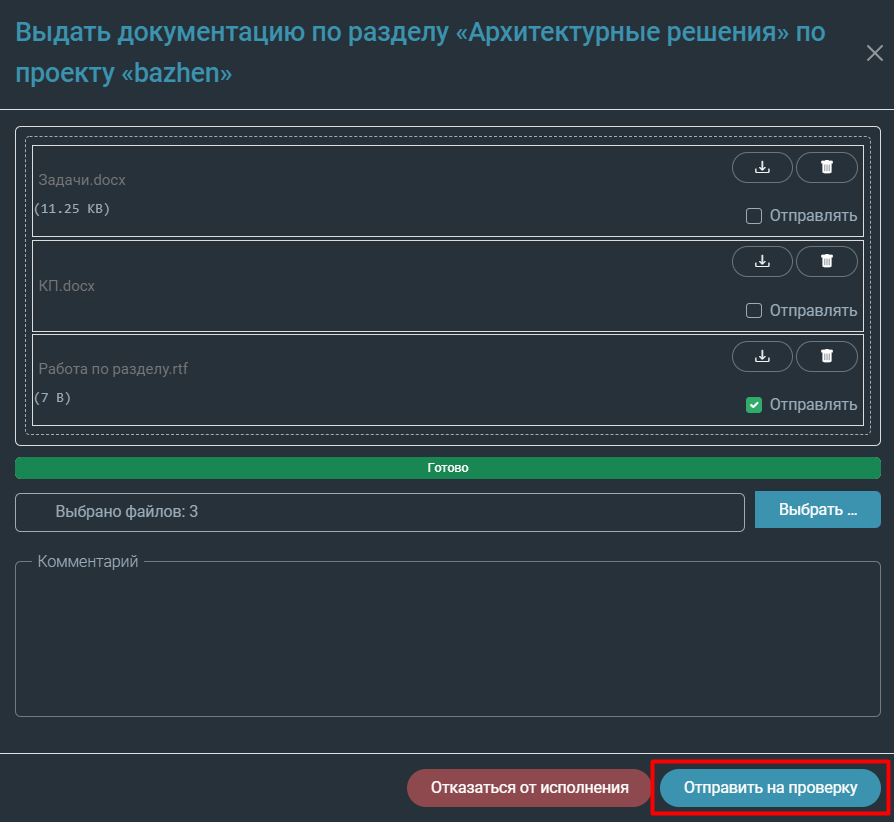 Выдать документацию по разделу «Архитектурные решения» по
проекту «bazhen»
Задачи.docx
(11.25 KB)
Отправлять
КП.docx
Отправлять
Работа по разделу.rtf
(7 B)
Отправлять
Готово
Выбрано файлов: 3
Выбрать ...
Комментарий
Отказаться от исполнения
Отправить на проверку